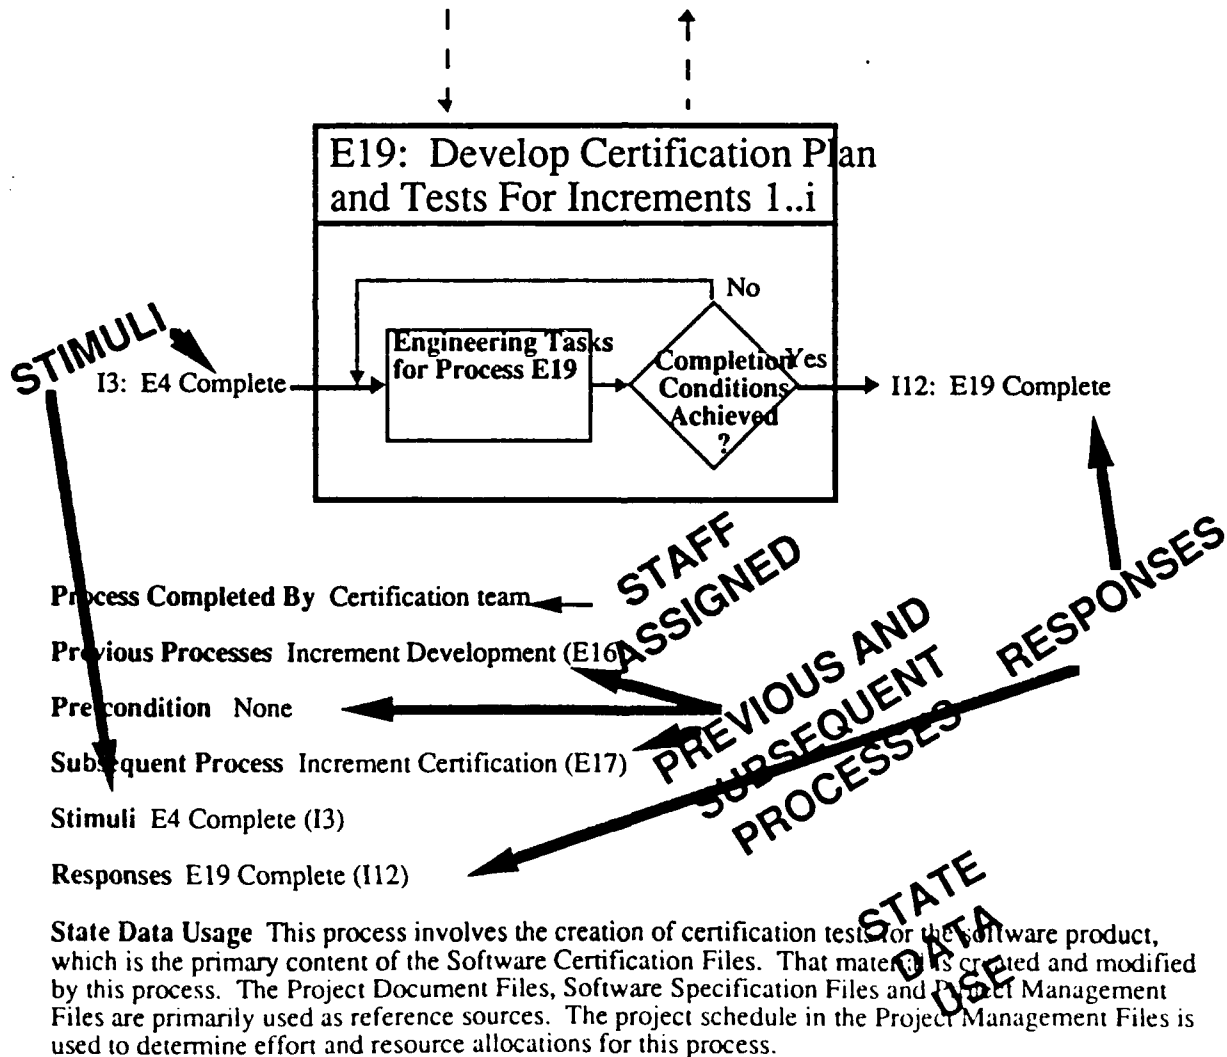 E19: Develop Certification Plan
and Tests For Increments 1..i
No
STIMULI
Engineering Tasks
for Process E19
Completion
Conditions
Achieved
?
Yes
I3: E4 Complete
I12: E19 Complete
STAFF
ASSIGNED
RESPONSES
Process Completed By Certification team
Previous Processes Increment Development (E16)
PREVIOUS AND
SUBSEQUENT
PROCESSES
Precondition None
Subsequent Process Increment Certification (E17)
Stimuli E4 Complete (I3)
Responses E19 Complete (I12)
STATE
DATA
USE
State Data Usage This process involves the creation of certification tests for the software product,
which is the primary content of the Software Certification Files. That material is created and modified
by this process. The Project Document Files, Software Specification Files and Project Management
Files are primarily used as reference sources. The project schedule in the Project Management Files is
used to determine effort and resource allocations for this process.